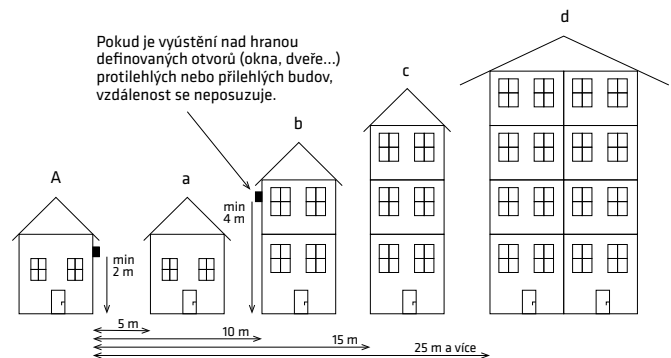 d
Pokud je vyústění nad hranou
definovaných otvorů (okna, dveře...)
protilehlých nebo přilehlých budov,
vzdálenost se neposuzuje.
c
b
A
a
min
4 m
min
2 m
5 m
10 m
15 m
25 m a více